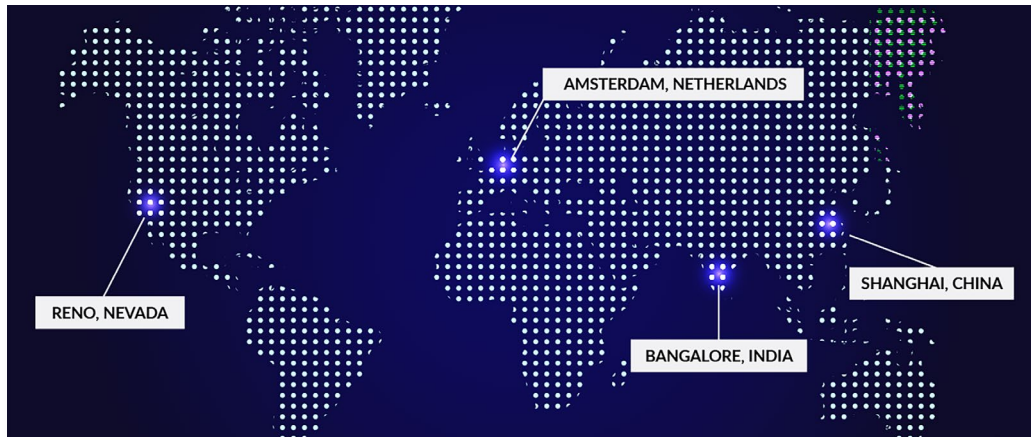 AMSTERDAM, NETHERLANDS
SHANGHAI, CHINA
RENO, NEVADA
BANGALORE, INDIA